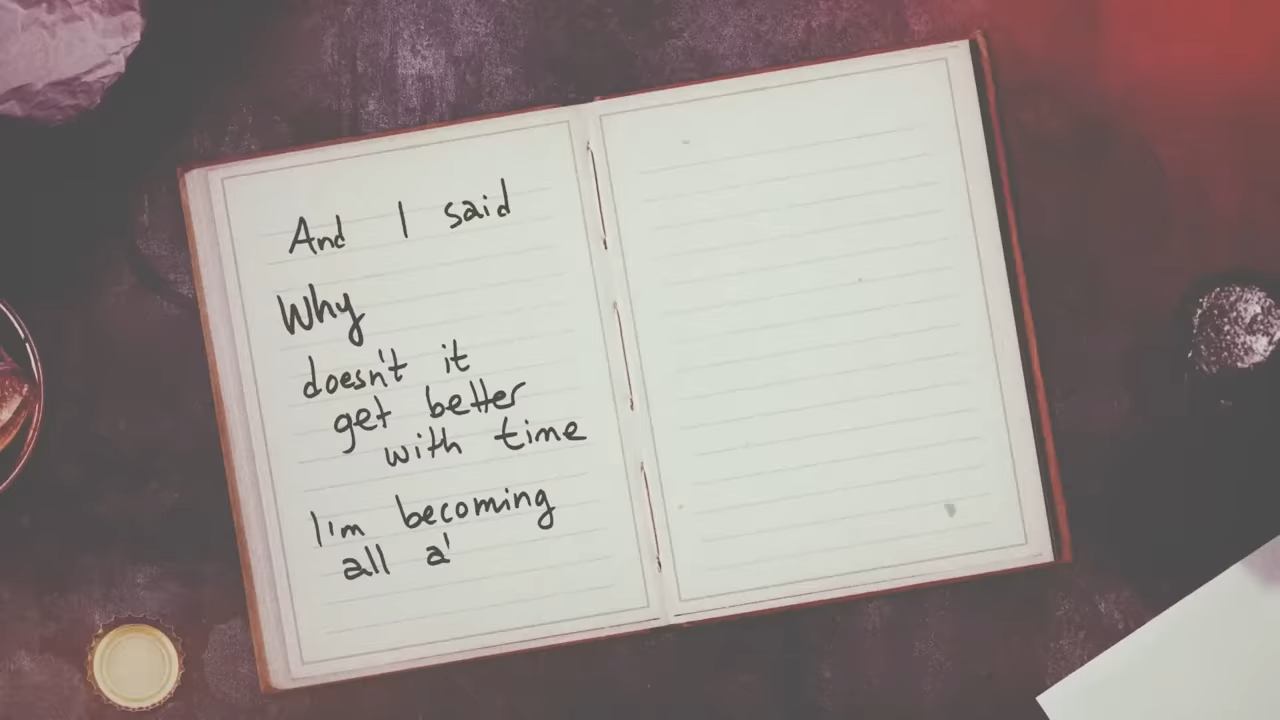 And I said
Why
doesn't it
get better
with time
I'm becoming
all a'